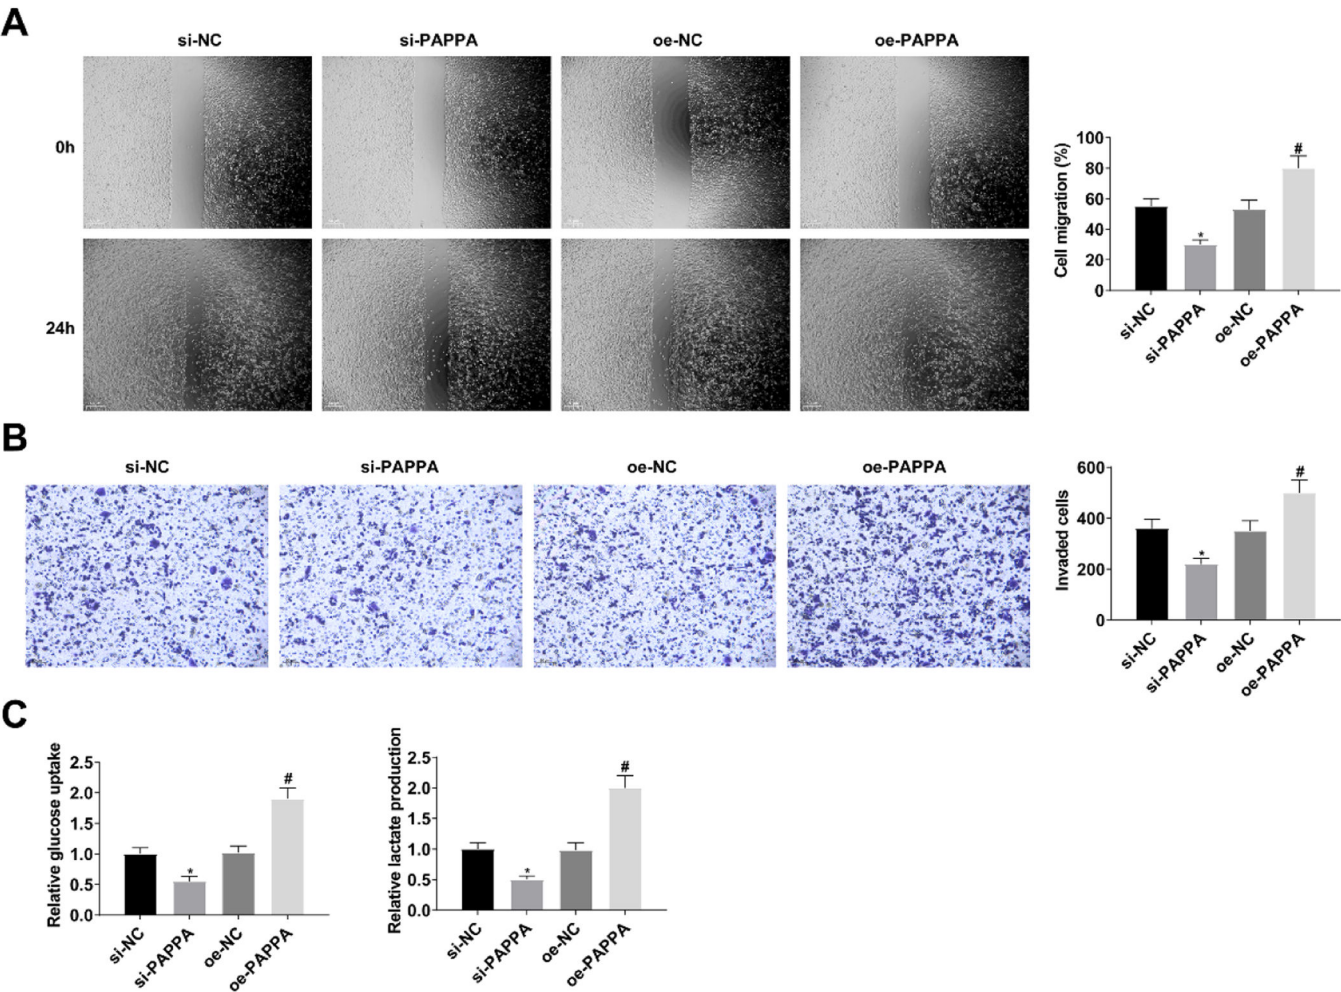 A
si-NC si-PAPPA oe-NC oe-PAPPA
0h
24h
Cell migration (%)
100
80
60
40
20
0
*
#
si-NC
si-PAPPA
oe-NC
oe-PAPPA
B
si-NC si-PAPPA oe-NC oe-PAPPA
Invaded cells
600
400
200
0
*
#
si-NC
si-PAPPA
oe-NC
oe-PAPPA
C
Relative glucose uptake
2.5
2.0
1.5
1.0
0.5
0.0
*
#
si-NC
si-PAPPA
oe-NC
oe-PAPPA
Relative lactate production
2.5
2.0
1.5
1.0
0.5
0.0
*
#
si-NC
si-PAPPA
oe-NC
oe-PAPPA